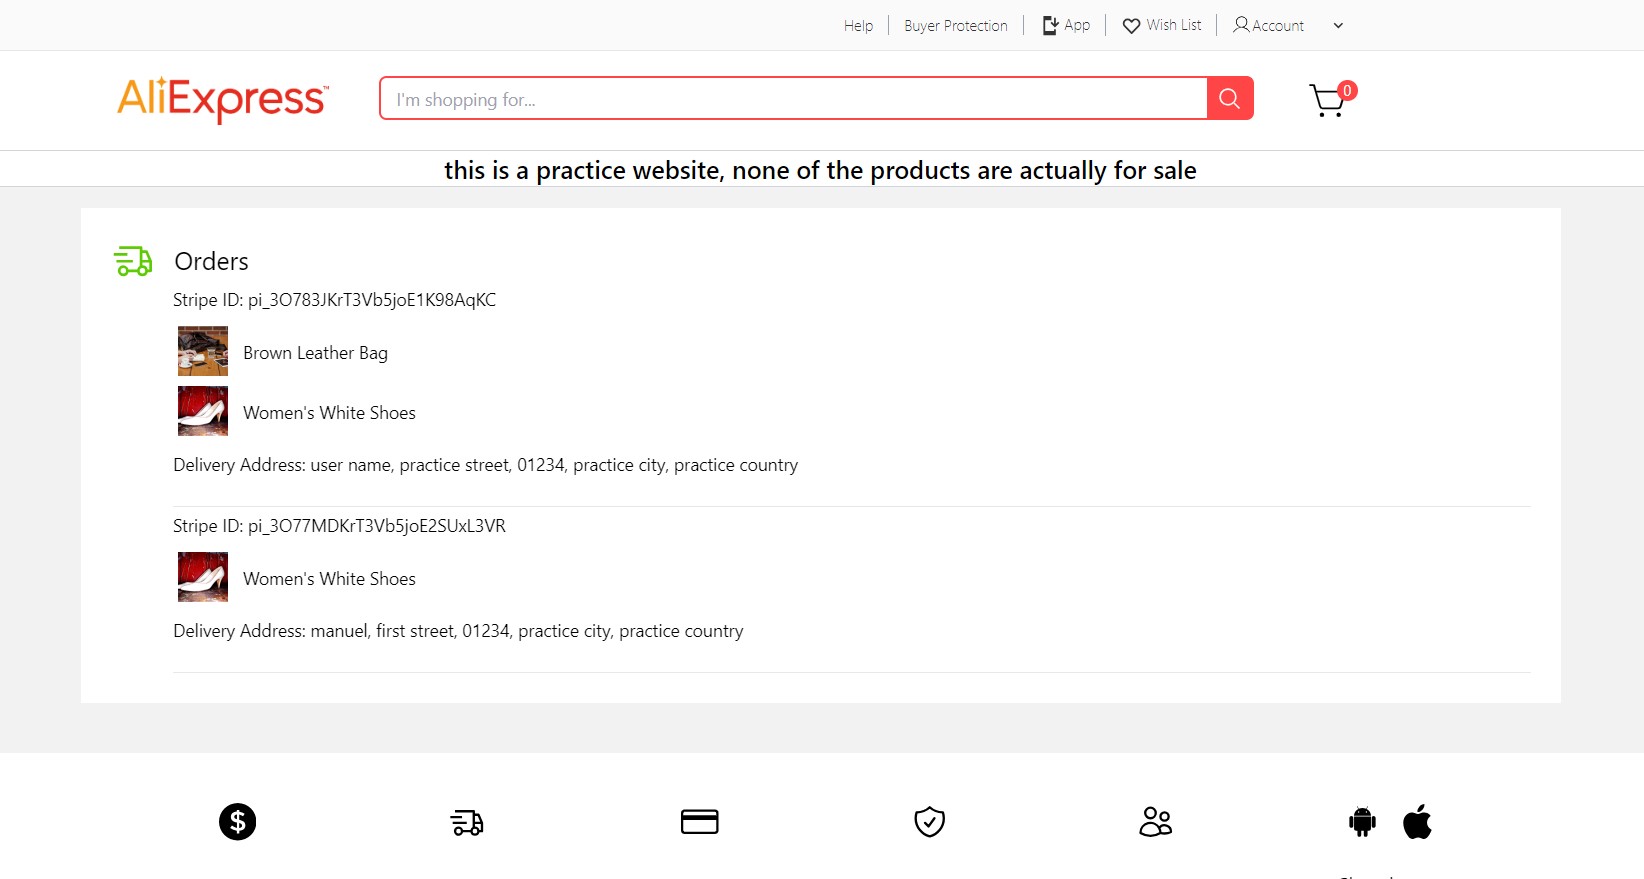 Help
Buyer Protection
App
Wish List
Account
AliExpress™
I'm shopping for...
0
this is a practice website, none of the products are actually for sale
Orders
Stripe ID: pi_3O783JKrT3Vb5joE1K98AqKC
Brown Leather Bag
Women's White Shoes
Delivery Address: user name, practice street, 01234, practice city, practice country
Stripe ID: pi_3O77MDKrT3Vb5joE2SUxL3VR
Women's White Shoes
Delivery Address: manuel, first street, 01234, practice city, practice country
$